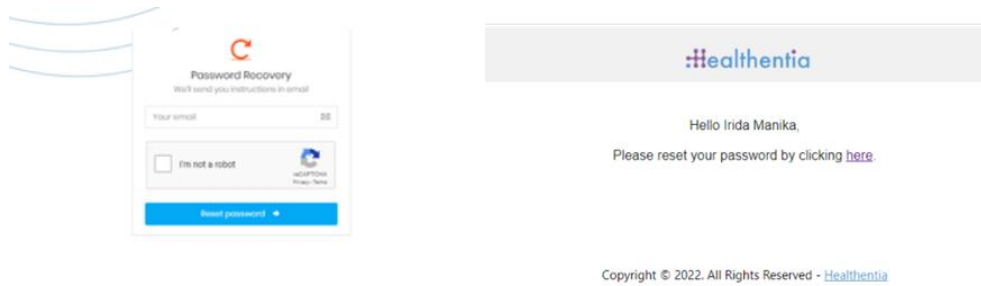 Password Recovery
We'll send you instructions in email
Your email
I'm not a robot
reCAPTCHA
Privacy - Terms
Reset password
Healthentia
Hello Irida Manika,
Please reset your password by clicking here.
Copyright © 2022. All Rights Reserved - Healthentia